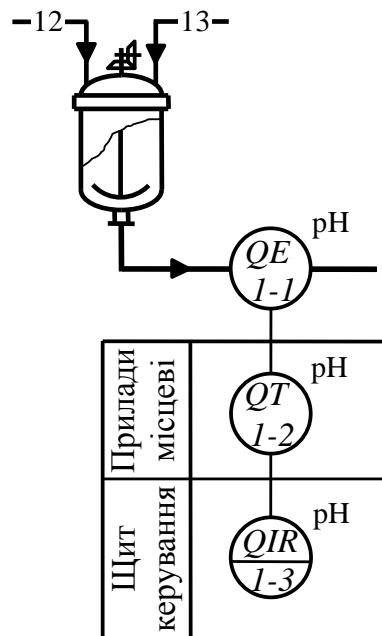 12 13
pH
QE
1-1
Прилади
місцеві
pH
QT
1-2
Щит
керування
pH
QIR
1-3